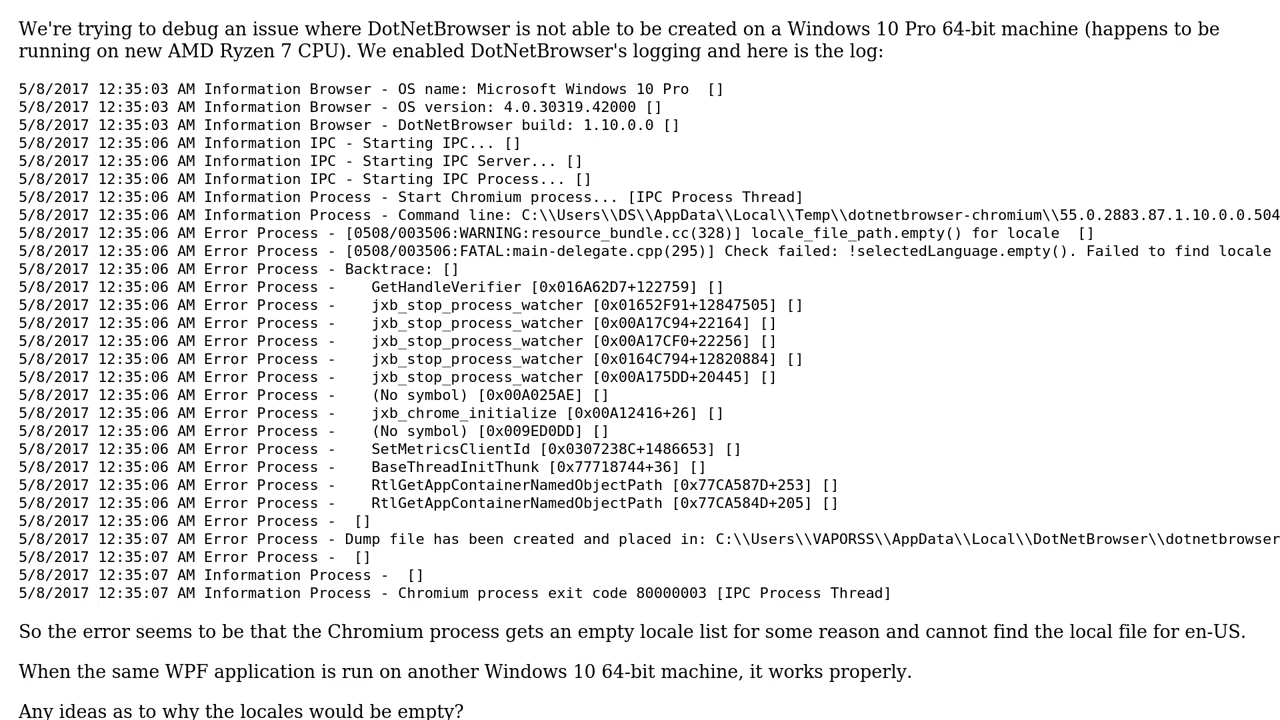 We're trying to debug an issue where DotNetBrowser is not able to be created on a Windows 10 Pro 64-bit machine (happens to be
running on new AMD Ryzen 7 CPU). We enabled DotNetBrowser's logging and here is the log:
5/8/2017 12:35:03 AM Information Browser - OS name: Microsoft Windows 10 Pro  []
5/8/2017 12:35:03 AM Information Browser - OS version: 4.0.30319.42000 []
5/8/2017 12:35:03 AM Information Browser - DotNetBrowser build: 1.10.0.0 []
5/8/2017 12:35:06 AM Information IPC - Starting IPC... []
5/8/2017 12:35:06 AM Information IPC - Starting IPC Server... []
5/8/2017 12:35:06 AM Information IPC - Starting IPC Process... []
5/8/2017 12:35:06 AM Information Process - Start Chromium process... [IPC Process Thread]
5/8/2017 12:35:06 AM Information Process - Command line: C:\\Users\\DS\\AppData\\Local\\Temp\\dotnetbrowser-chromium\\55.0.2883.87.1.10.0.0.504
5/8/2017 12:35:06 AM Error Process - [0508/003506:WARNING:resource_bundle.cc(328)] locale_file_path.empty() for locale  []
5/8/2017 12:35:06 AM Error Process - [0508/003506:FATAL:main-delegate.cpp(295)] Check failed: !selectedLanguage.empty(). Failed to find locale
5/8/2017 12:35:06 AM Error Process - Backtrace: []
5/8/2017 12:35:06 AM Error Process -    GetHandleVerifier [0x016A62D7+122759] []
5/8/2017 12:35:06 AM Error Process -    jxb_stop_process_watcher [0x01652F91+12847505] []
5/8/2017 12:35:06 AM Error Process -    jxb_stop_process_watcher [0x00A17C94+22164] []
5/8/2017 12:35:06 AM Error Process -    jxb_stop_process_watcher [0x00A17CF0+22256] []
5/8/2017 12:35:06 AM Error Process -    jxb_stop_process_watcher [0x0164C794+12820884] []
5/8/2017 12:35:06 AM Error Process -    jxb_stop_process_watcher [0x00A175DD+20445] []
5/8/2017 12:35:06 AM Error Process -    (No symbol) [0x00A025AE] []
5/8/2017 12:35:06 AM Error Process -    jxb_chrome_initialize [0x00A12416+26] []
5/8/2017 12:35:06 AM Error Process -    (No symbol) [0x009ED0DD] []
5/8/2017 12:35:06 AM Error Process -    SetMetricsClientId [0x0307238C+1486653] []
5/8/2017 12:35:06 AM Error Process -    BaseThreadInitThunk [0x77718744+36] []
5/8/2017 12:35:06 AM Error Process -    RtlGetAppContainerNamedObjectPath [0x77CA587D+253] []
5/8/2017 12:35:06 AM Error Process -    RtlGetAppContainerNamedObjectPath [0x77CA584D+205] []
5/8/2017 12:35:06 AM Error Process -  []
5/8/2017 12:35:07 AM Error Process - Dump file has been created and placed in: C:\\Users\\VAPORSS\\AppData\\Local\\DotNetBrowser\\dotnetbrowser
5/8/2017 12:35:07 AM Error Process -  []
5/8/2017 12:35:07 AM Information Process -  []
5/8/2017 12:35:07 AM Information Process - Chromium process exit code 80000003 [IPC Process Thread]
So the error seems to be that the Chromium process gets an empty locale list for some reason and cannot find the local file for en-US.
When the same WPF application is run on another Windows 10 64-bit machine, it works properly.
Any ideas as to why the locales would be empty?